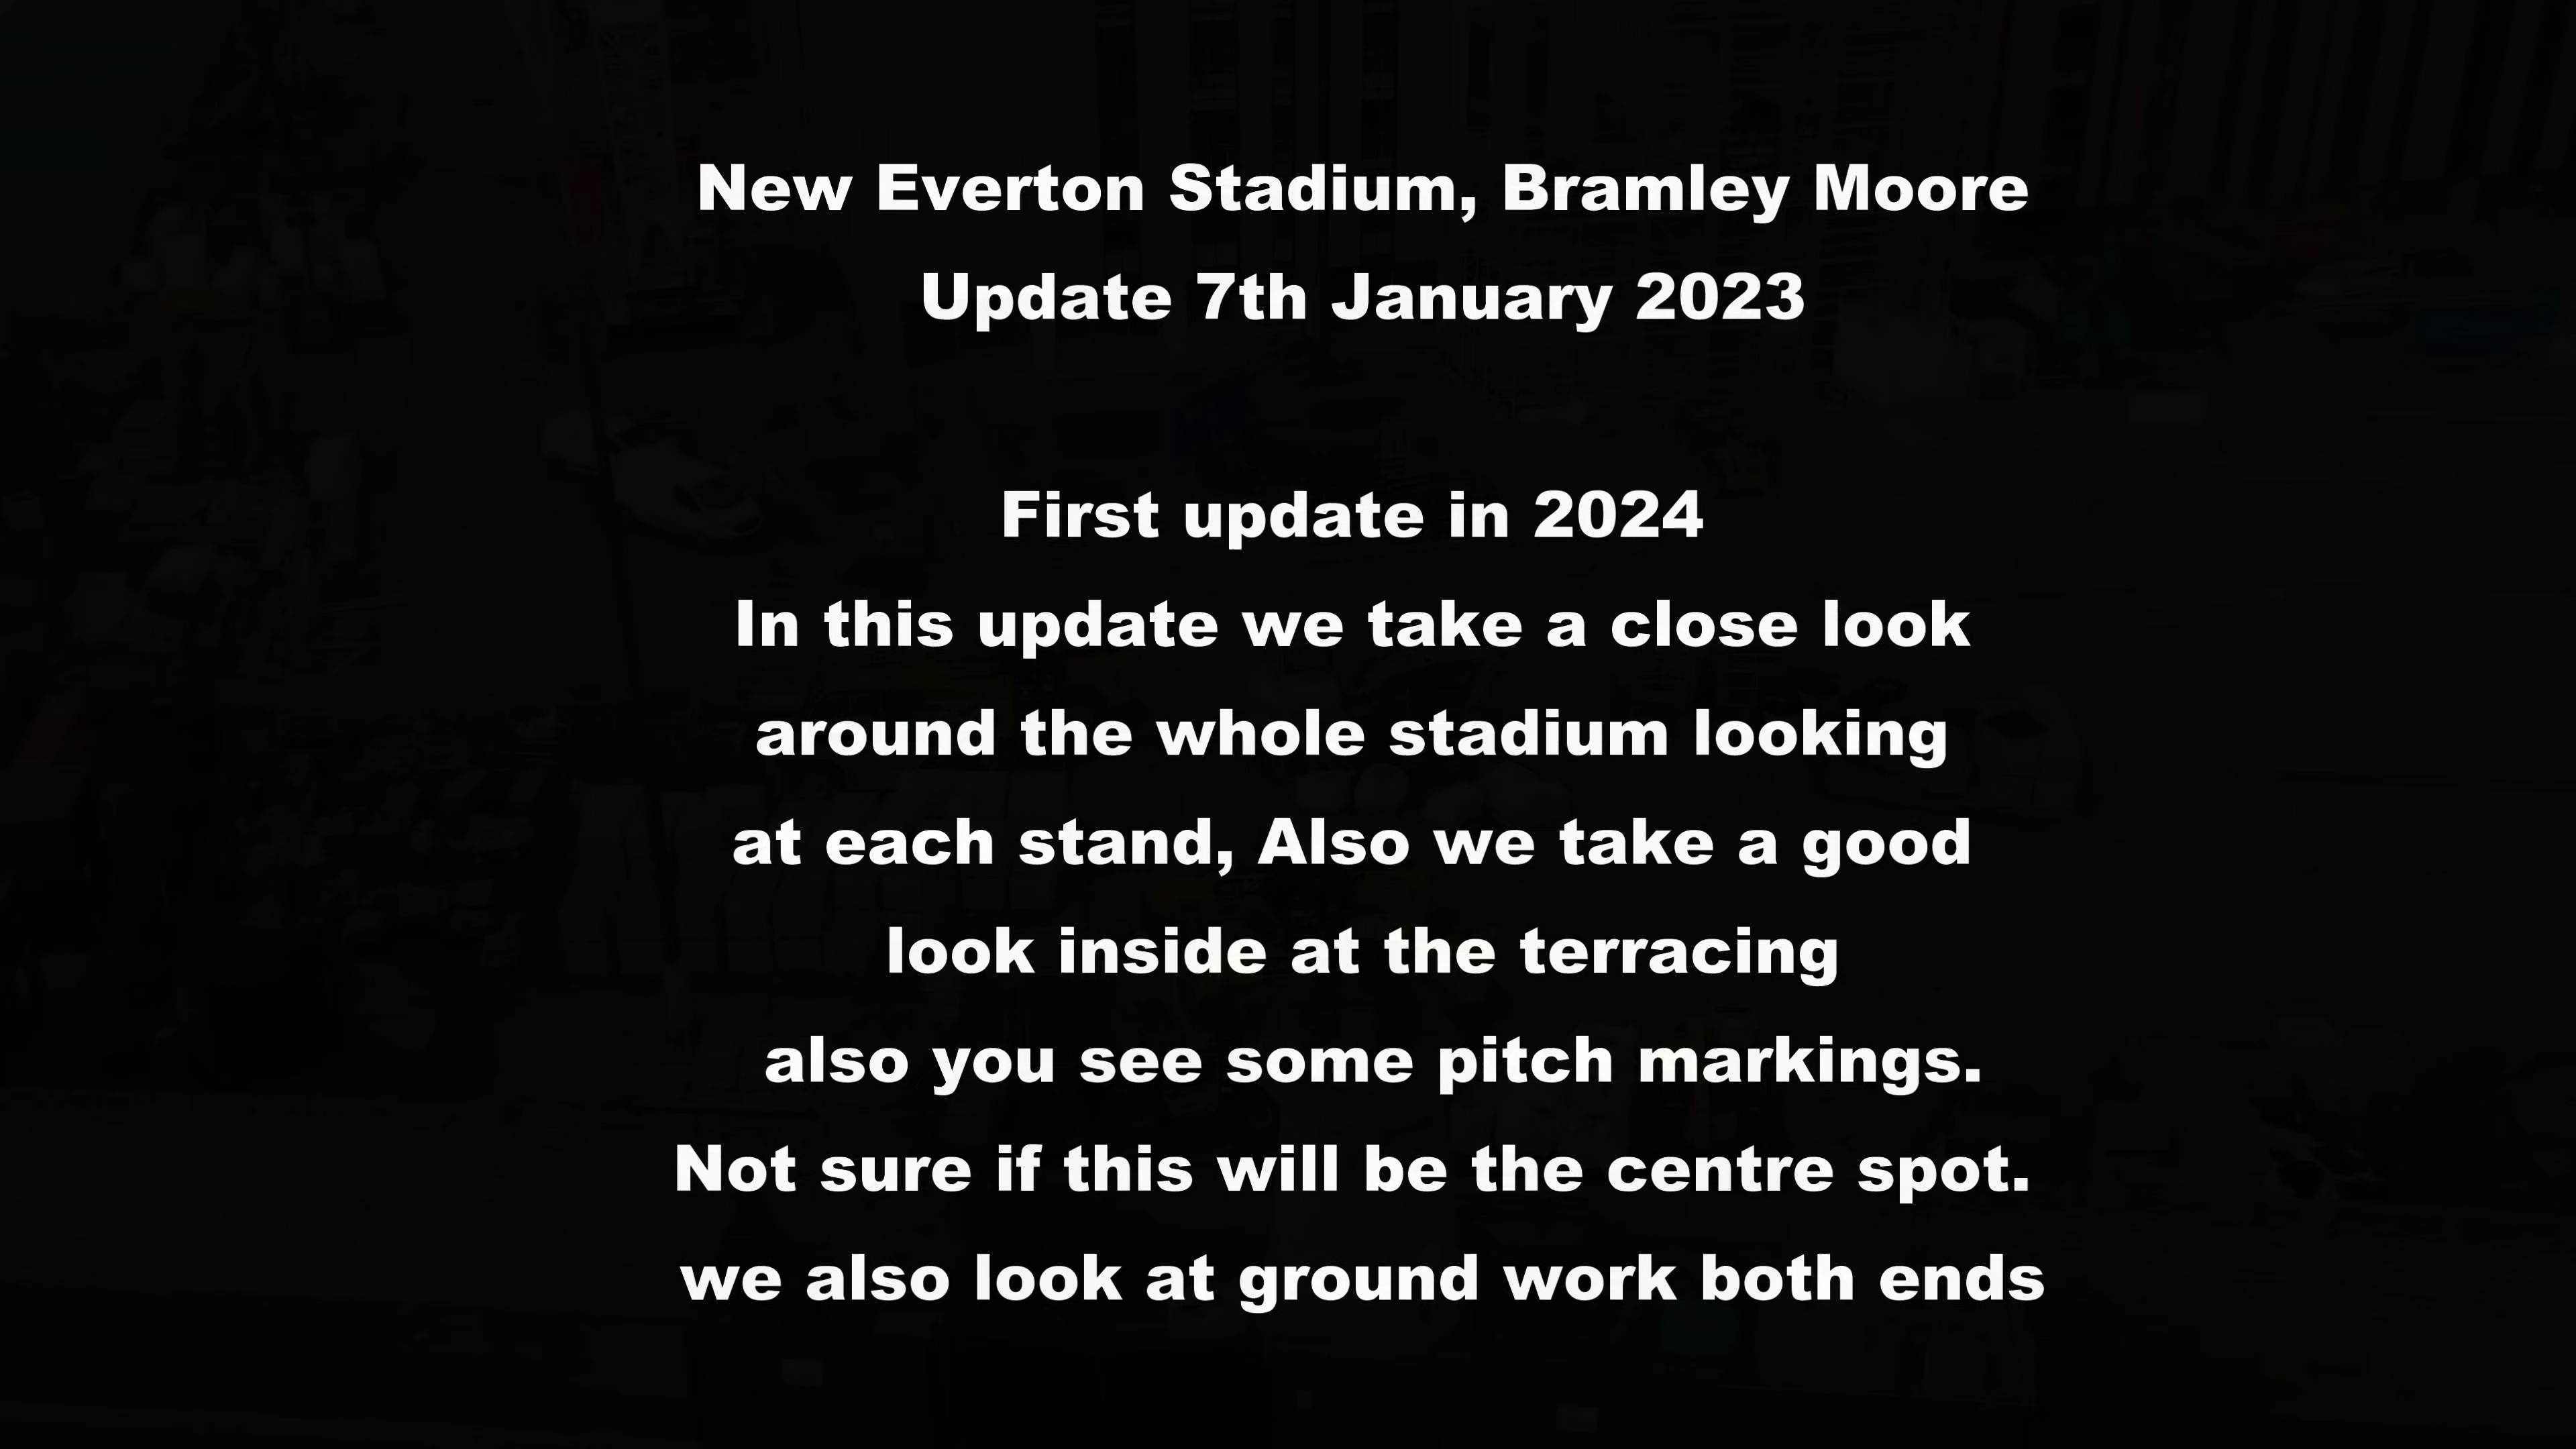 New Everton Stadium, Bramley Moore
Update 7th January 2023
First update in 2024
In this update we take a close look
around the whole stadium looking
at each stand, Also we take a good
look inside at the terracing
also you see some pitch markings.
Not sure if this will be the centre spot.
we also look at ground work both ends